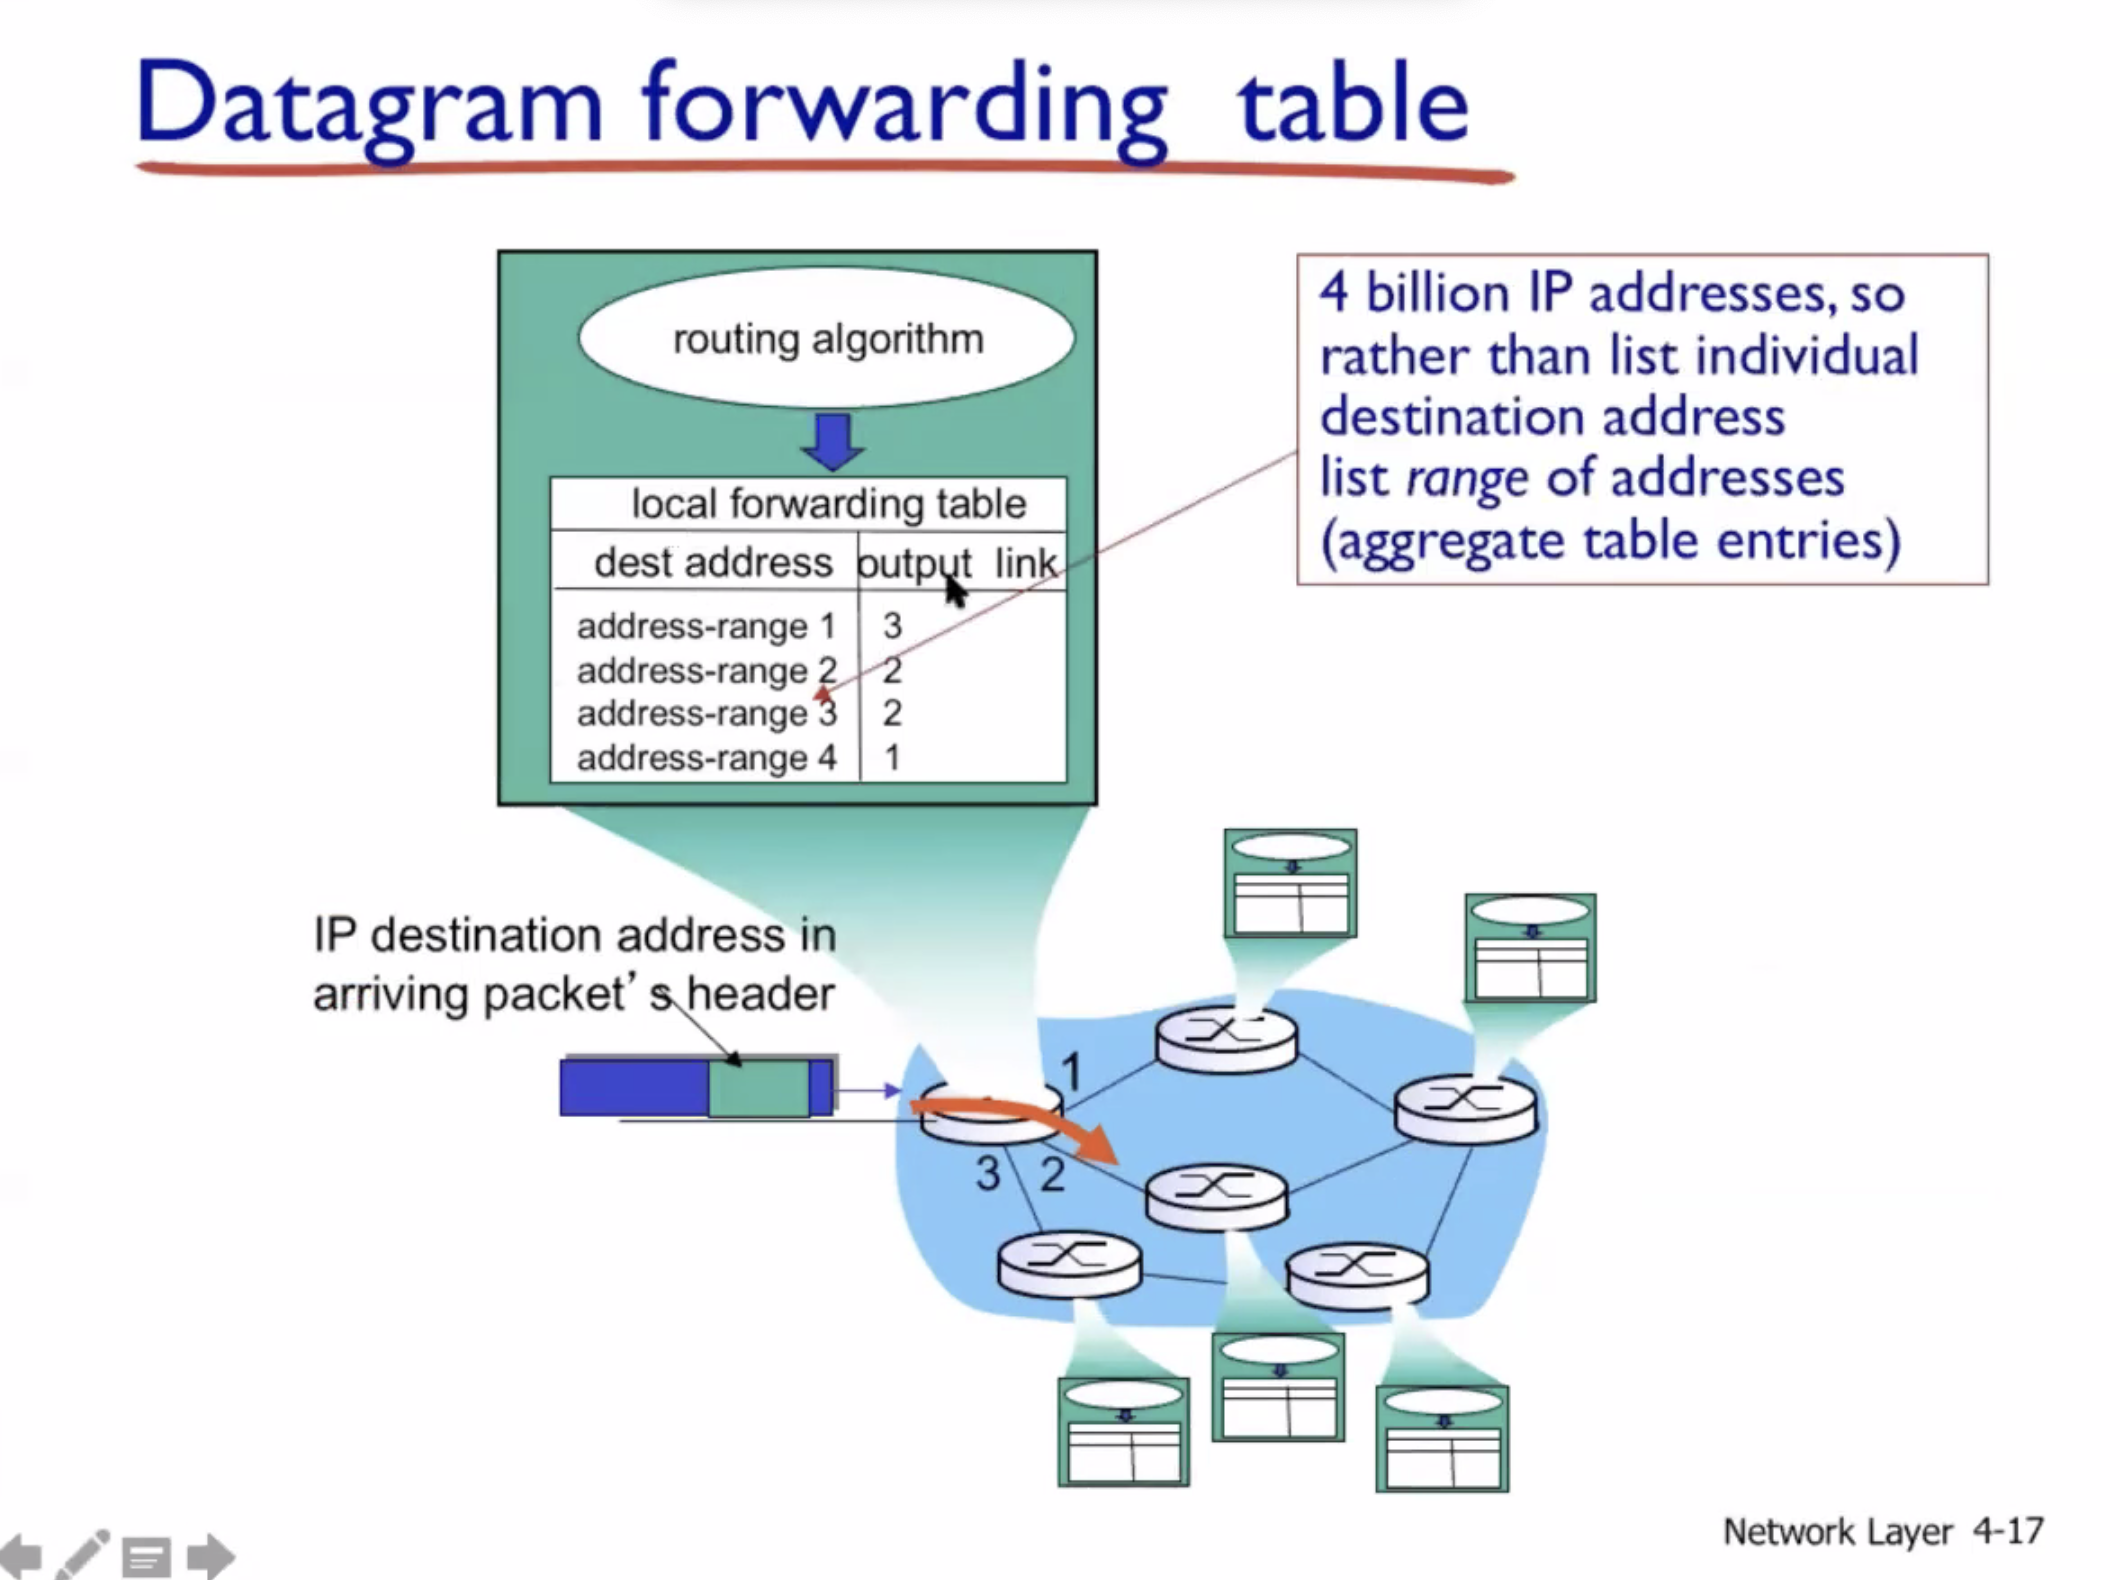 Datagram forwarding table
routing algorithm
local forwarding table
dest address output link
address-range 1 3
address-range 2 2
address-range 3 2
address-range 4 1
4 billion IP addresses, so
rather than list individual
destination address
list range of addresses
(aggregate table entries)
IP destination address in
arriving packet’s header
1
3 2
Network Layer 4-17